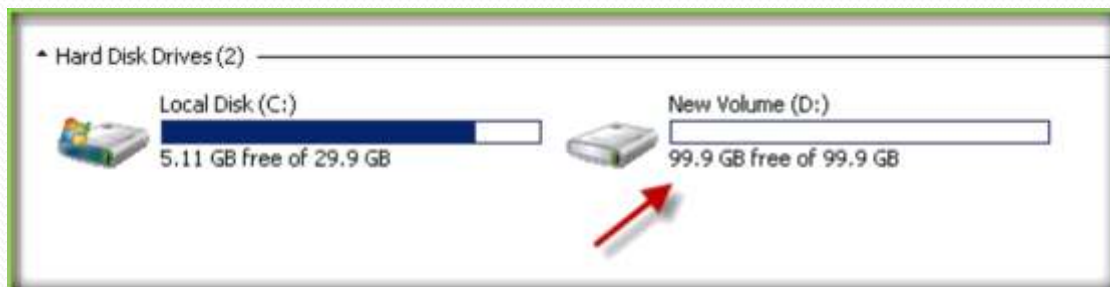 Hard Disk Drives (2)
Local Disk (C:)
5.11 GB free of 29.9 GB
New Volume (D:)
99.9 GB free of 99.9 GB